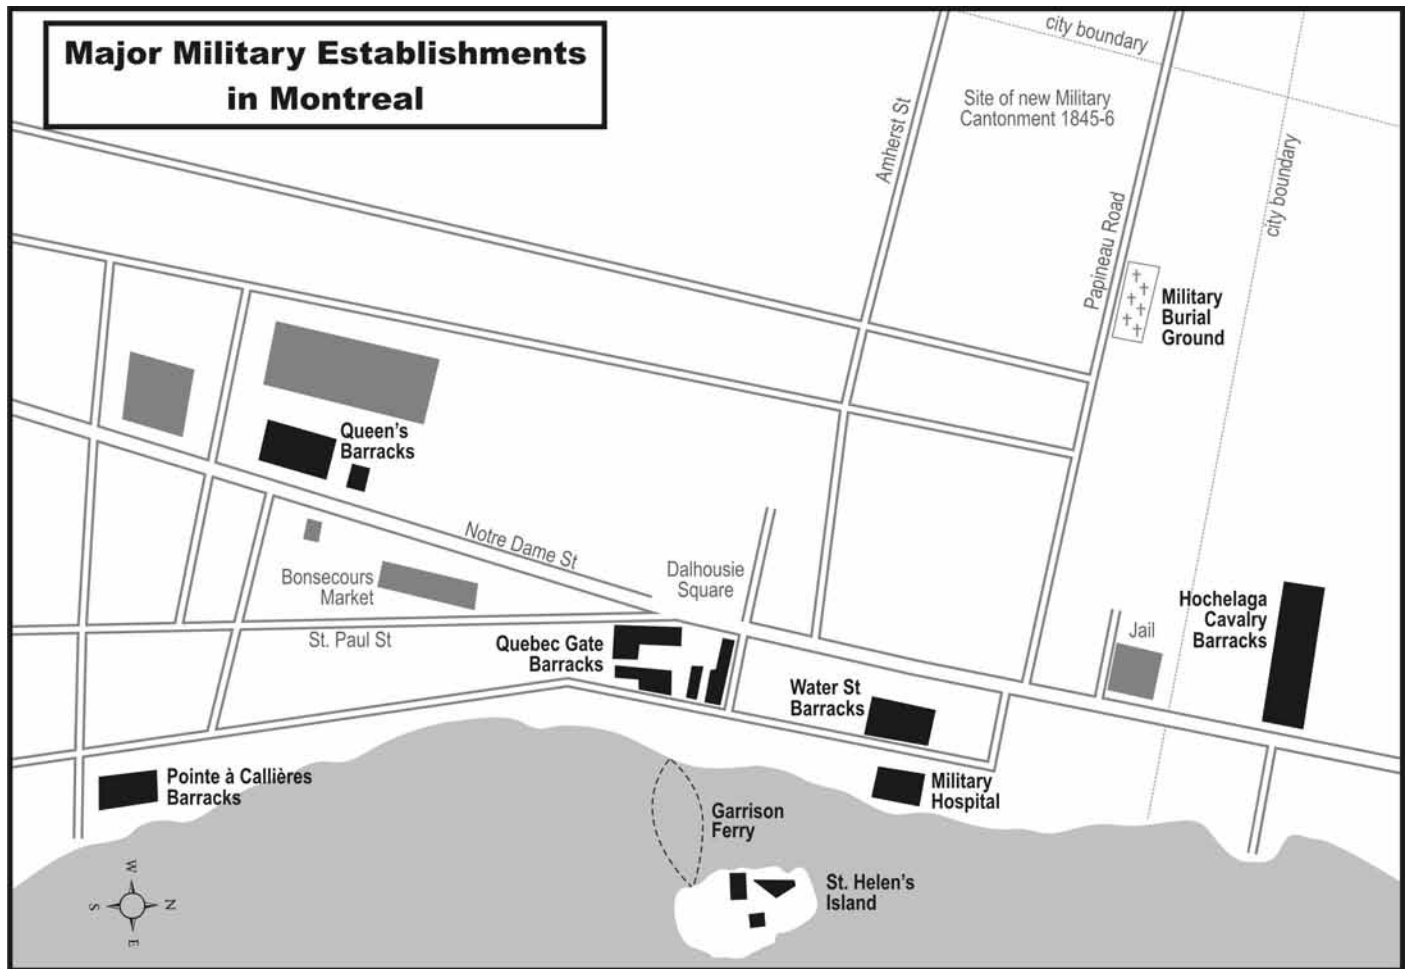 Major Military Establishments
in Montreal
city boundary
Site of new Military
Cantonment 1845-6
Amherst St
city boundary
Papineau Road
Military
Burial
Ground
Queen's
Barracks
Notre Dame St
Dalhousie
Square
Bonsecours
Market
St. Paul St
Quebec Gate
Barracks
Hochelaga
Cavalry
Barracks
Jail
Water St
Barracks
Pointe à Callières
Barracks
Military
Hospital
Garrison
Ferry
St. Helen's
Island
W
S
N
E